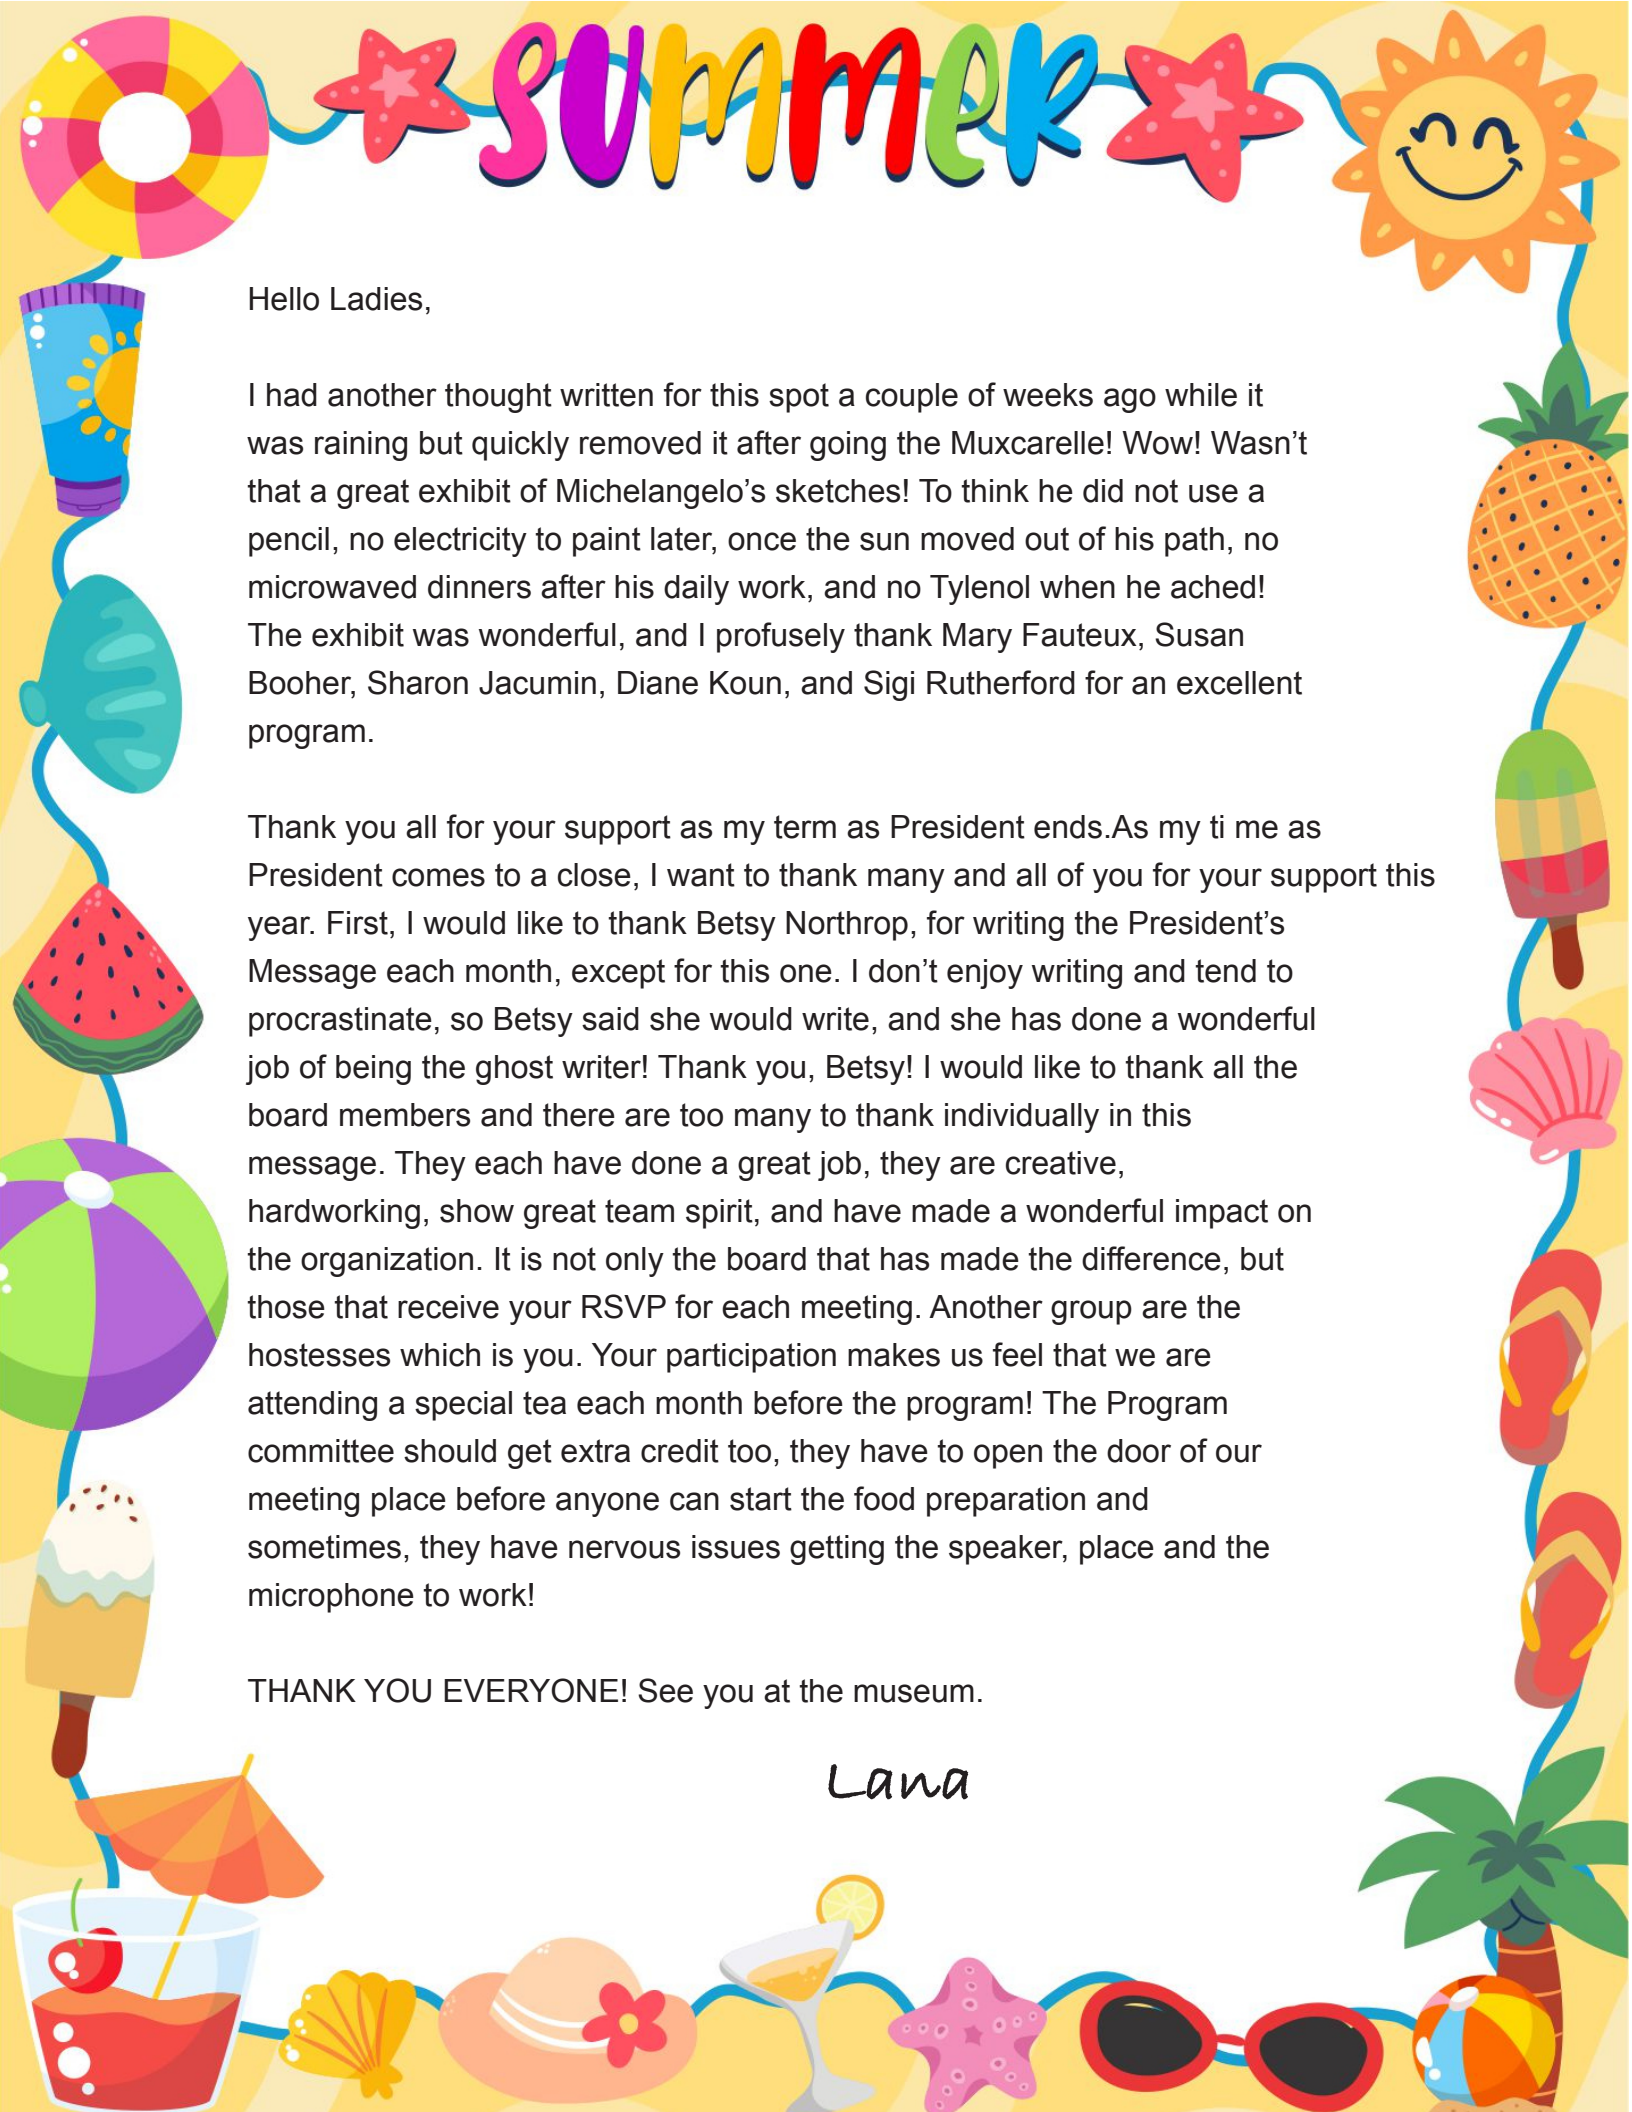 SUMMER
Hello Ladies,
I had another thought written for this spot a couple of weeks ago while it
was raining but quickly removed it after going the Muxcarelle! Wow! Wasn’t
that a great exhibit of Michelangelo’s sketches! To think he did not use a
pencil, no electricity to paint later, once the sun moved out of his path, no
microwaved dinners after his daily work, and no Tylenol when he ached!
The exhibit was wonderful, and I profusely thank Mary Fauteux, Susan
Booher, Sharon Jacumin, Diane Koun, and Sigi Rutherford for an excellent
program.
Thank you all for your support as my term as President ends.As my ti me as
President comes to a close, I want to thank many and all of you for your support this
year. First, I would like to thank Betsy Northrop, for writing the President’s
Message each month, except for this one. I don’t enjoy writing and tend to
procrastinate, so Betsy said she would write, and she has done a wonderful
job of being the ghost writer! Thank you, Betsy! I would like to thank all the
board members and there are too many to thank individually in this
message. They each have done a great job, they are creative,
hardworking, show great team spirit, and have made a wonderful impact on
the organization. It is not only the board that has made the difference, but
those that receive your RSVP for each meeting. Another group are the
hostesses which is you. Your participation makes us feel that we are
attending a special tea each month before the program! The Program
committee should get extra credit too, they have to open the door of our
meeting place before anyone can start the food preparation and
sometimes, they have nervous issues getting the speaker, place and the
microphone to work!
THANK YOU EVERYONE! See you at the museum.
Lana